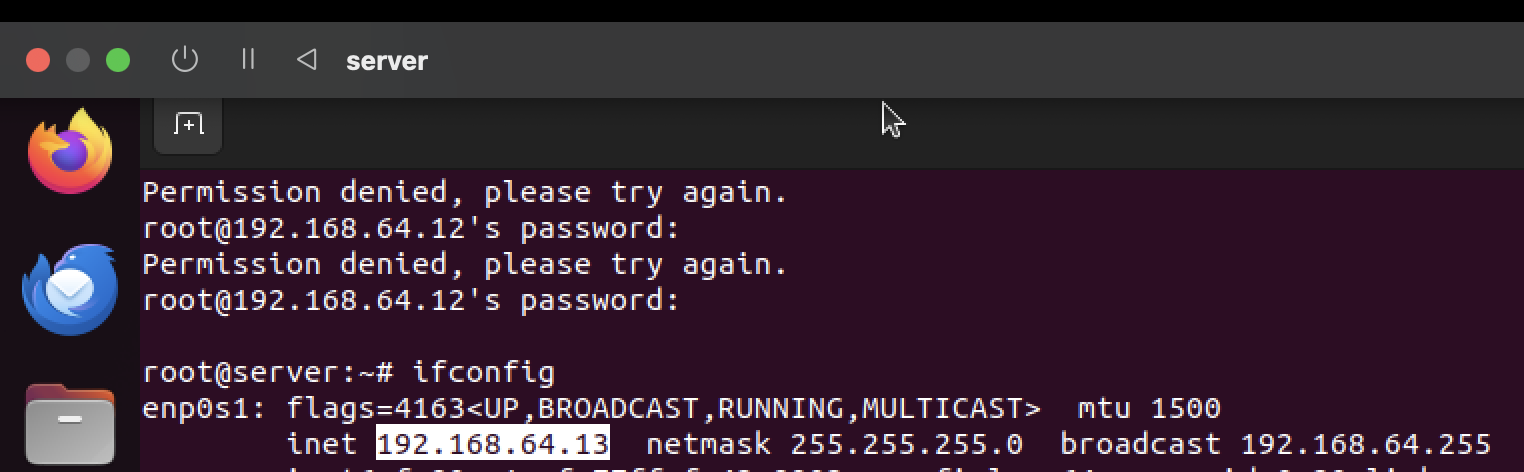 server
Permission denied, please try again.
root@192.168.64.12's password:
Permission denied, please try again.
root@192.168.64.12's password:
root@server:~# ifconfig
enp0s1: flags=4163<UP,BROADCAST,RUNNING,MULTICAST>  mtu 1500
inet 192.168.64.13  netmask 255.255.255.0  broadcast 192.168.64.255